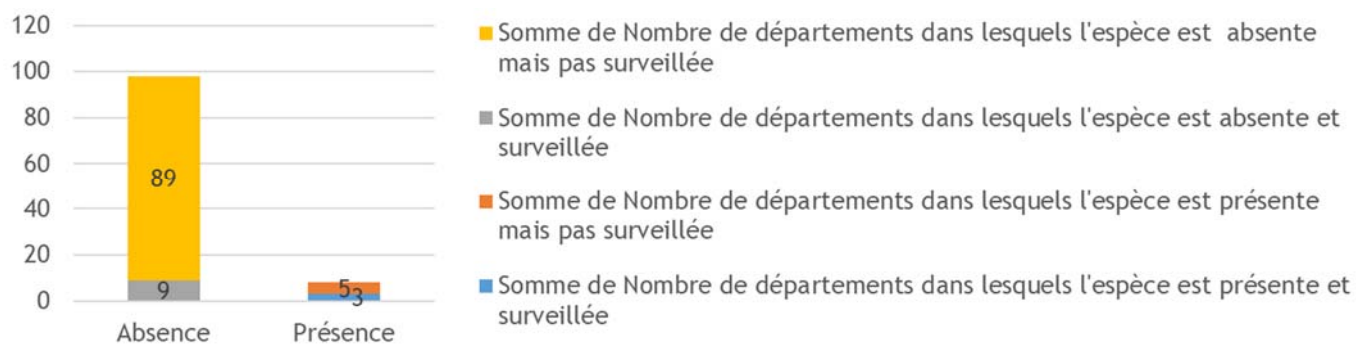 120
100
80
60
40
20
0
89
9
5
3
Absence
Présence
Somme de Nombre de départements dans lesquels l'espèce est absente
mais pas surveillée
Somme de Nombre de départements dans lesquels l'espèce est absente et
surveillée
Somme de Nombre de départements dans lesquels l'espèce est présente
mais pas surveillée
Somme de Nombre de départements dans lesquels l'espèce est présente et
surveillée